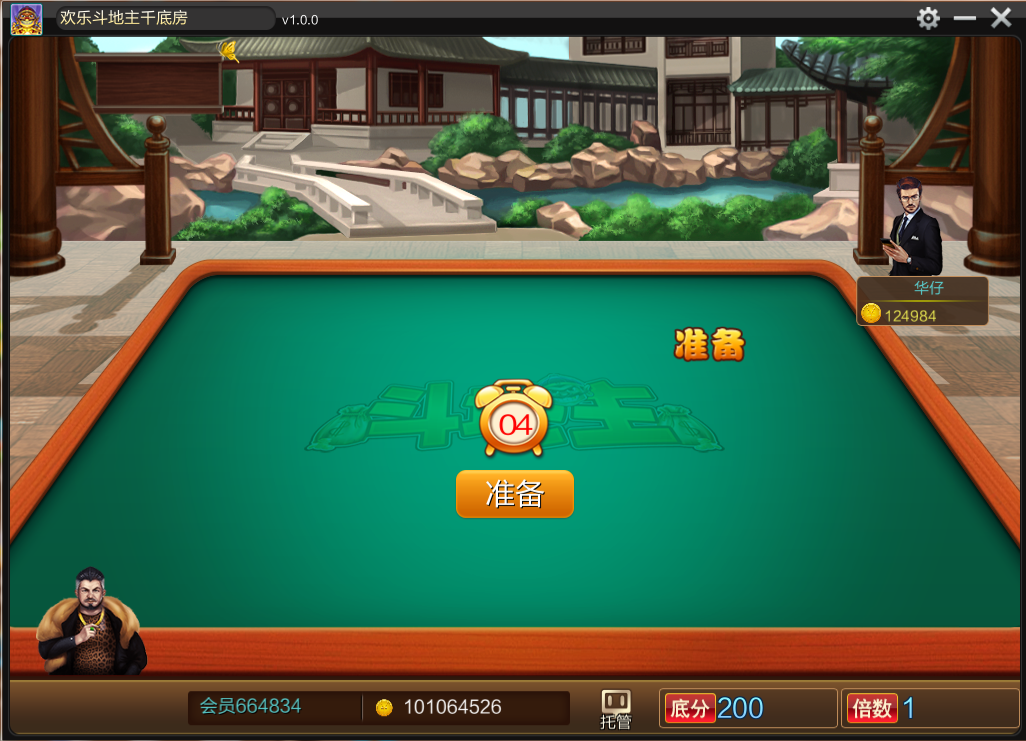 欢乐斗地主千底房 v1.0.0
华仔
124984
准备
斗地主
04
准备
会员664834 101064526
托管
底分 200
倍数 1